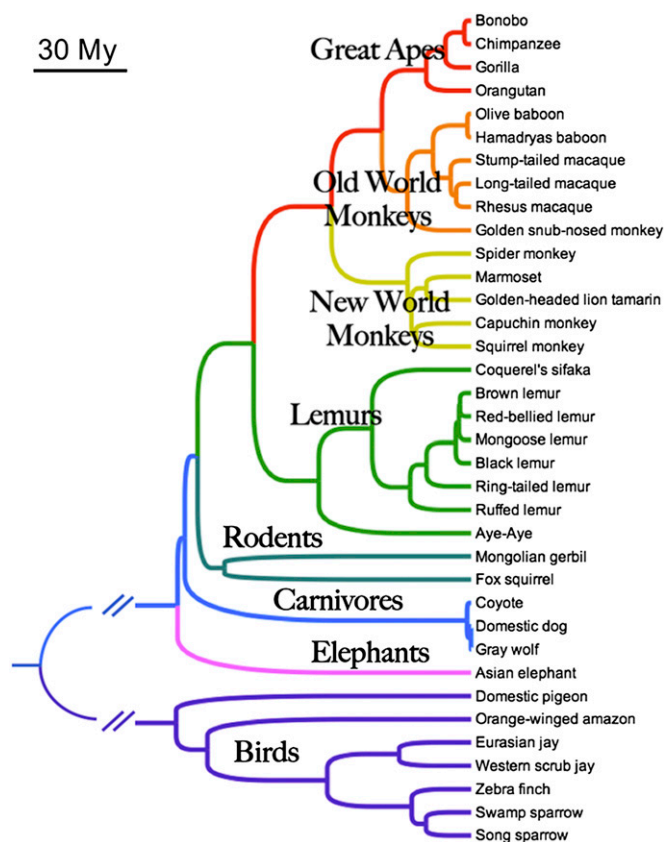 30 My
Great Apes
Bonobo
Chimpanzee
Gorilla
Orangutan
Old World
Monkeys
Olive baboon
Hamadryas baboon
Stump-tailed macaque
Long-tailed macaque
Rhesus macaque
Golden snub-nosed monkey
New World
Monkeys
Spider monkey
Marmoset
Golden-headed lion tamarin
Capuchin monkey
Squirrel monkey
Lemurs
Coquerel's sifaka
Brown lemur
Red-bellied lemur
Mongoose lemur
Black lemur
Ring-tailed lemur
Ruffed lemur
Aye-Aye
Rodents
Mongolian gerbil
Fox squirrel
Carnivores
Coyote
Domestic dog
Gray wolf
Elephants
Asian elephant
Birds
Domestic pigeon
Orange-winged amazon
Eurasian jay
Western scrub jay
Zebra finch
Swamp sparrow
Song sparrow